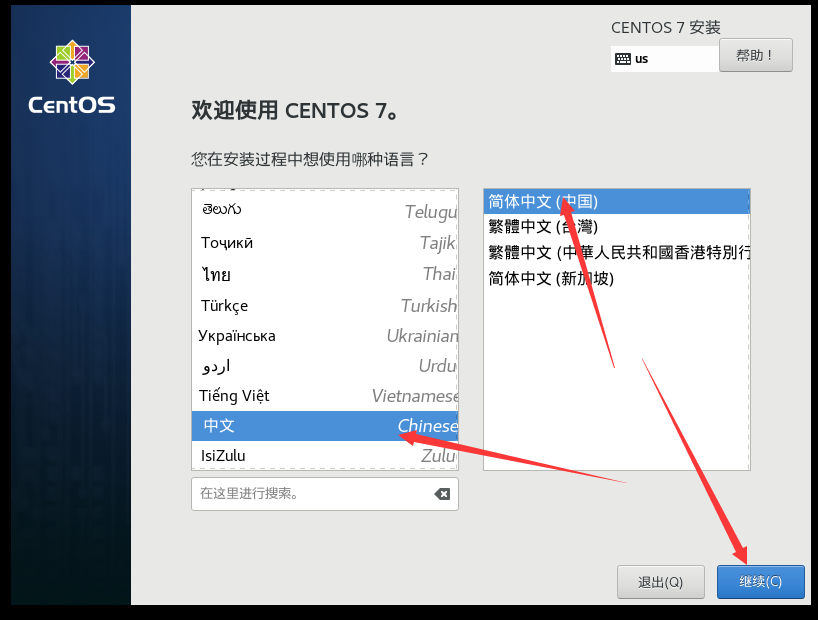 CENTOS 7 安装
us
帮助！
CentOS
欢迎使用 CENTOS 7。
您在安装过程中想使用哪种语言？
తెలుగు Telugu
Тоҷикӣ Tajik
ไทย Thai
Türkçe Turkish
Українська Ukrainian
اردو Urdu
Tiếng Việt Vietnamese
中文 Chinese
IsiZulu Zulu
在这里进行搜索。
简体中文 (中国)
繁體中文 (台灣)
繁體中文 (中華人民共和國香港特別行
简体中文 (新加坡)
退出(Q)
继续(C)